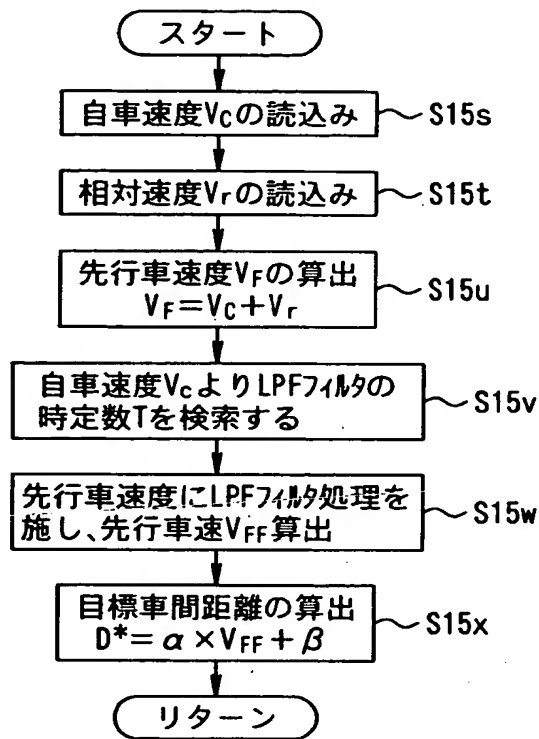 スタート
自車速度VCの読込み
S15s
相対速度Vrの読込み
S15t
先行車速度VFの算出
VF=VC+Vr
S15u
自車速度VcよりLPFフィルタの
時定数Tを検索する
S15v
先行車速度にLPFフィルタ処理を
施し、先行車速VFF算出
S15w
目標車間距離の算出
D*=α×VFF+β
S15x
リターン